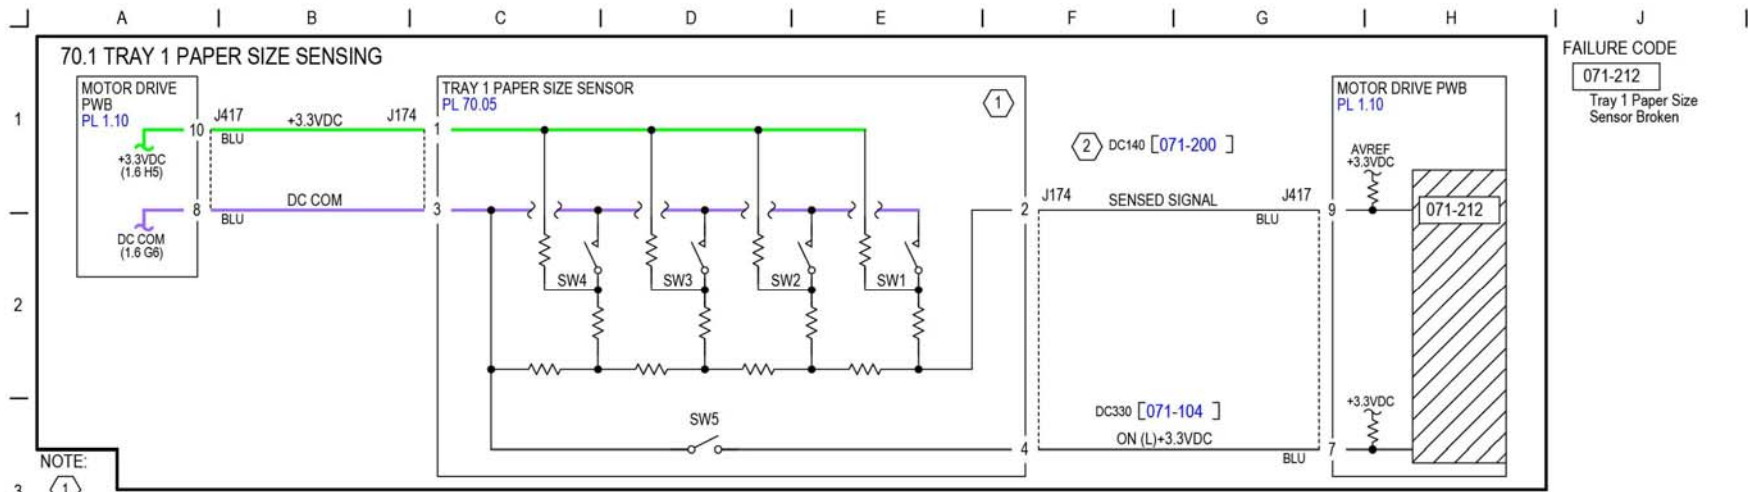 A B C D E F G H J
70.1 TRAY 1 PAPER SIZE SENSING
FAILURE CODE
071-212
Tray 1 Paper Size
Sensor Broken
1
MOTOR DRIVE
PWB
PL 1.10
10
J417
BLU
+3.3VDC
J174
1
+3.3VDC
(1.6 H5)
8
BLU
DC COM
3
DC COM
(1.6 G6)
TRAY 1 PAPER SIZE SENSOR
PL 70.05
1
SW4
SW3
SW2
SW1
SW5
2 DC140 [071-200 ]
2
J174
SENSED SIGNAL
J417
BLU
9
DC330 [071-104 ]
4
ON (L)+3.3VDC
BLU
7
MOTOR DRIVE PWB
PL 1.10
AVREF
+3.3VDC
071-212
+3.3VDC
2
NOTE:
1
3